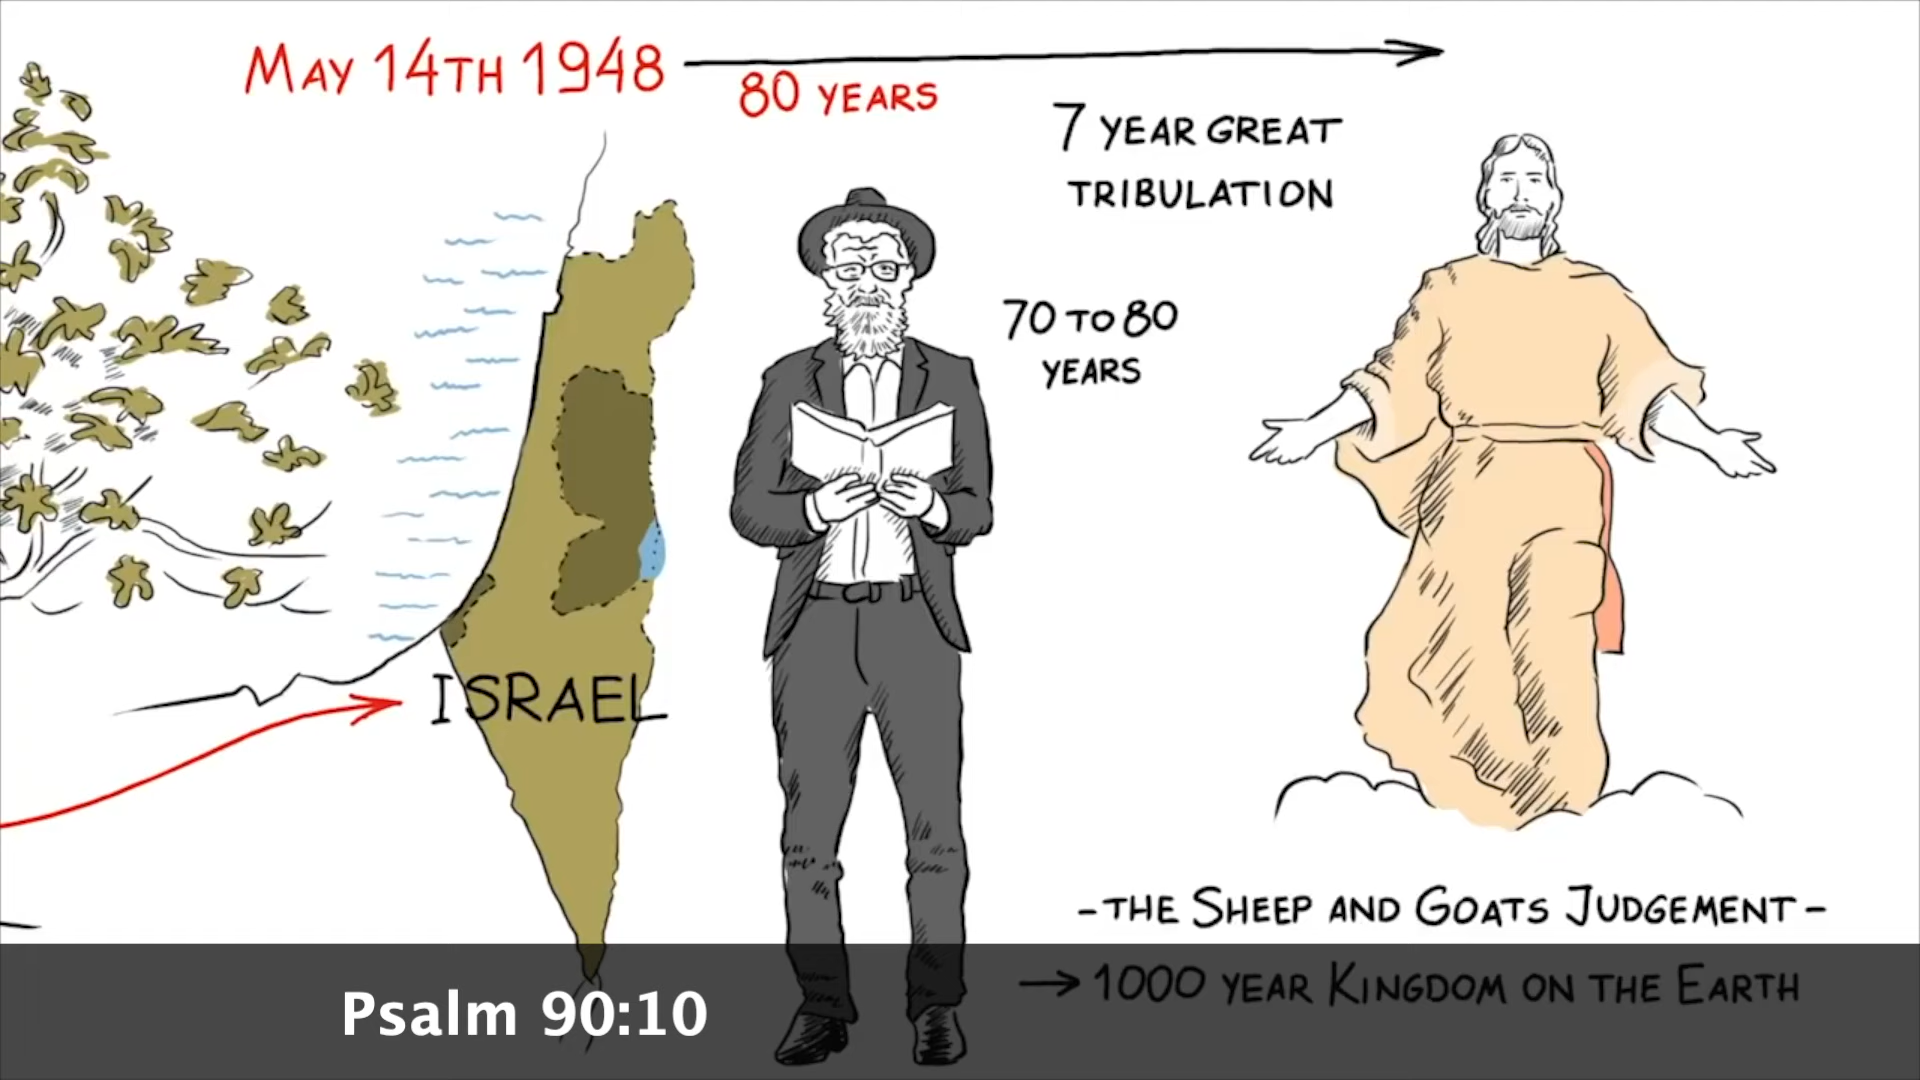 MAY 14TH 1948
80 YEARS
7 YEAR GREAT
TRIBULATION
70 TO 80
YEARS
ISRAEL
-THE SHEEP AND GOATS JUDGEMENT-
→ 1000 YEAR KINGDOM ON THE EARTH
Psalm 90:10